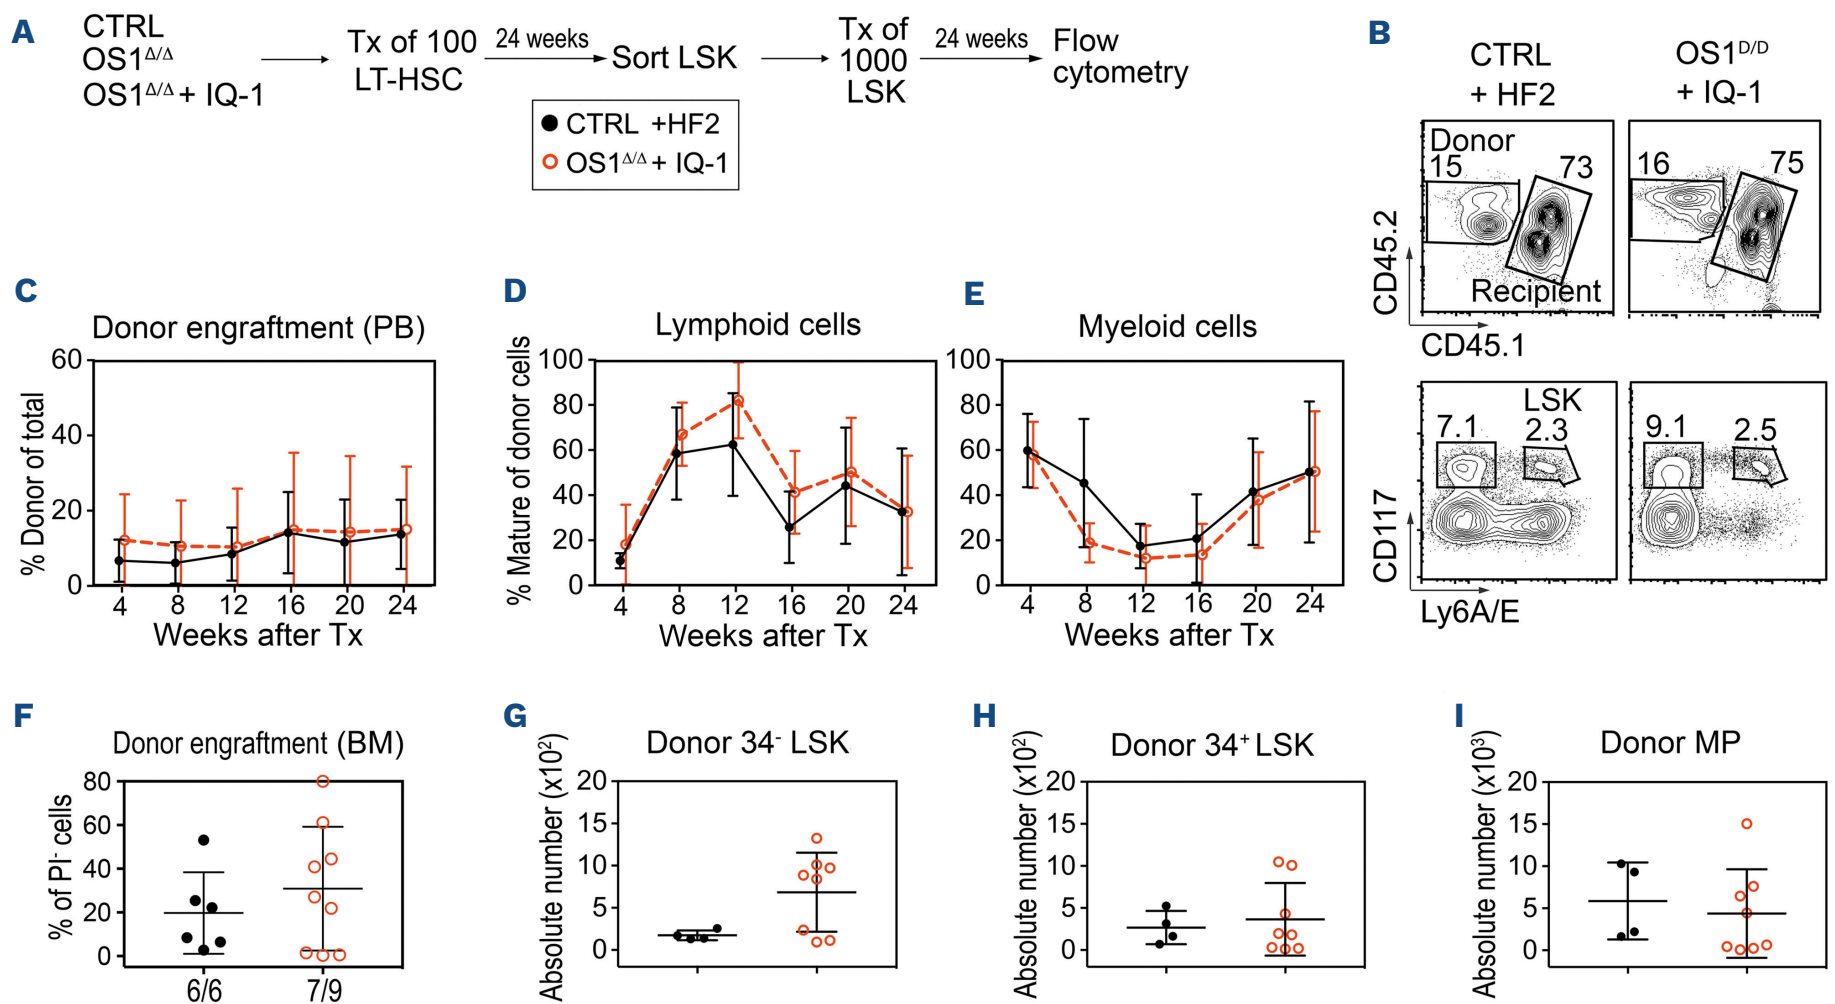 A
CTRL
OS1Δ/Δ
OS1Δ/Δ + IQ-1
Tx of 100
LT-HSC
24 weeks
Sort LSK
Tx of
1000
LSK
24 weeks
Flow
cytometry
CTRL +HF2
OS1Δ/Δ + IQ-1
B
CTRL
+ HF2
OS1D/D
+ IQ-1
Donor
15
73
Recipient
16
75
CD45.2
CD45.1
7.1
LSK
2.3
9.1
2.5
CD117
Ly6A/E
C
Donor engraftment (PB)
% Donor of total
60
40
20
0
4 8 12 16 20 24
Weeks after Tx
D
Lymphoid cells
% Mature of donor cells
100
80
60
40
20
0
4 8 12 16 20 24
Weeks after Tx
E
Myeloid cells
100
80
60
40
20
0
4 8 12 16 20 24
Weeks after Tx
F
Donor engraftment (BM)
% of PI- cells
80
60
40
20
0
6/6 7/9
G
Donor 34- LSK
Absolute number (x10²)
20
15
10
5
0
H
Donor 34+ LSK
Absolute number (x10²)
20
15
10
5
0
I
Donor MP
Absolute number (x10³)
20
15
10
5
0